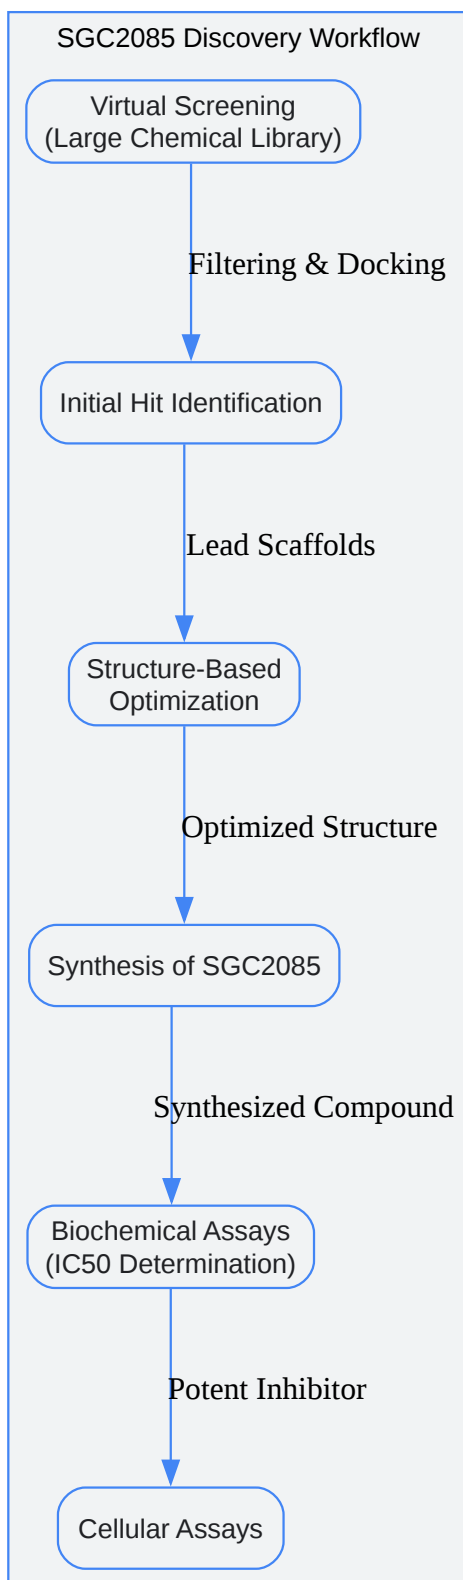 SGC2085 Discovery Workflow
Virtual Screening
(Large Chemical Library)
Filtering & Docking
Initial Hit Identification
Lead Scaffolds
Structure-Based
Optimization
Optimized Structure
Synthesis of SGC2085
Synthesized Compound
Biochemical Assays
(IC50 Determination)
Potent Inhibitor
Cellular Assays